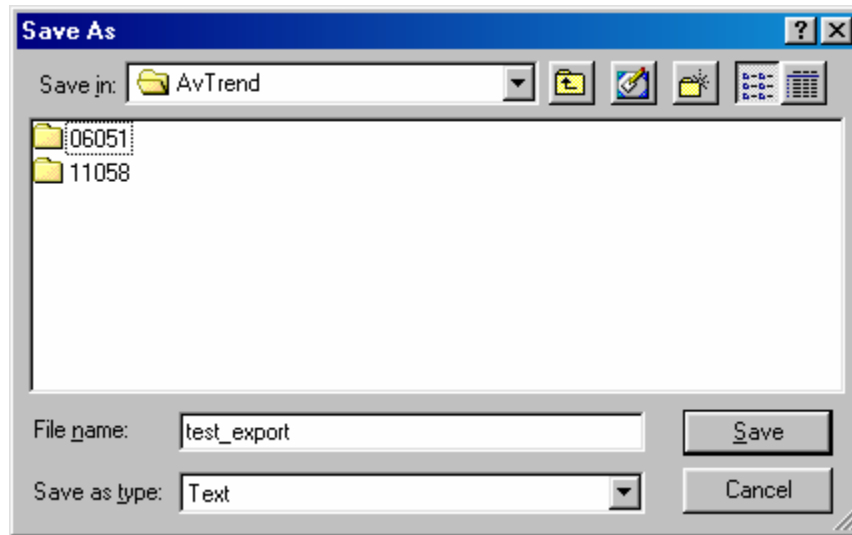 Save As
Save in: AvTrend
06051
11058
File name: test_export Save
Save as type: Text Cancel